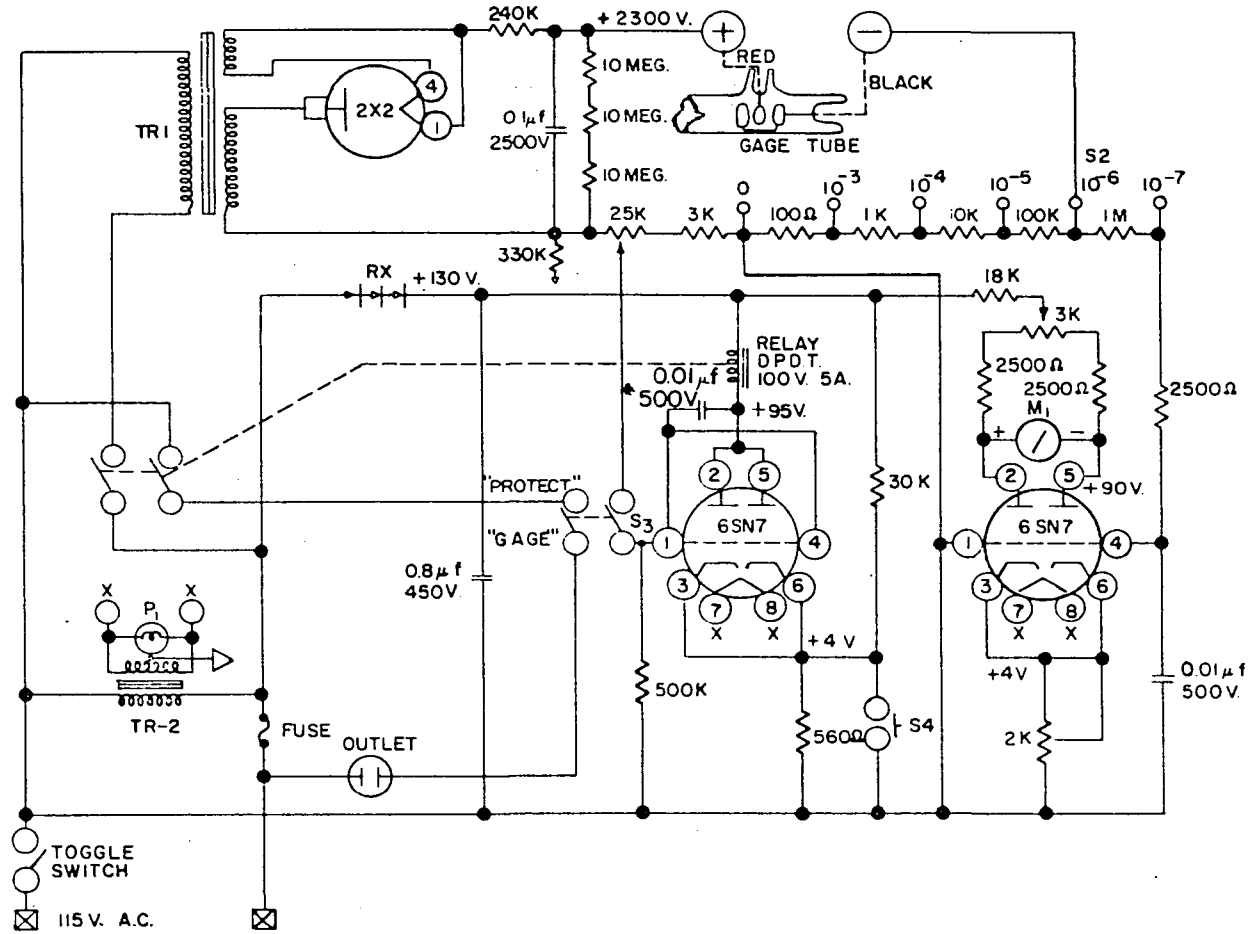 240K
+ 2300 V.
+
−
RED
BLACK
10 MEG.
10 MEG.
10 MEG.
4
2X2
1
TR I
0.1µf
2500V
GAGE TUBE
S2
0
10⁻³
10⁻⁴
10⁻⁵
10⁻⁶
10⁻⁷
25K
3K
100Ω
1K
10K
100K
1M
330K
RX
+130 V.
18K
3K
RELAY
D.P.D.T.
100 V. 5A.
0.01µf
500V
+95V.
2500Ω
2500Ω
2500Ω
M₁
+
−
2
5
2
5
+90V.
30K
"PROTECT"
"GAGE"
S3
1
6SN7
4
1
6SN7
4
3
6
7
8
X
X
3
6
7
8
X
X
0.8µf
450V.
X
X
P₁
+4 V
+4V
0.01µf
500V.
500K
560Ω
S4
2K
TR-2
FUSE
OUTLET
TOGGLE
SWITCH
115 V. A.C.